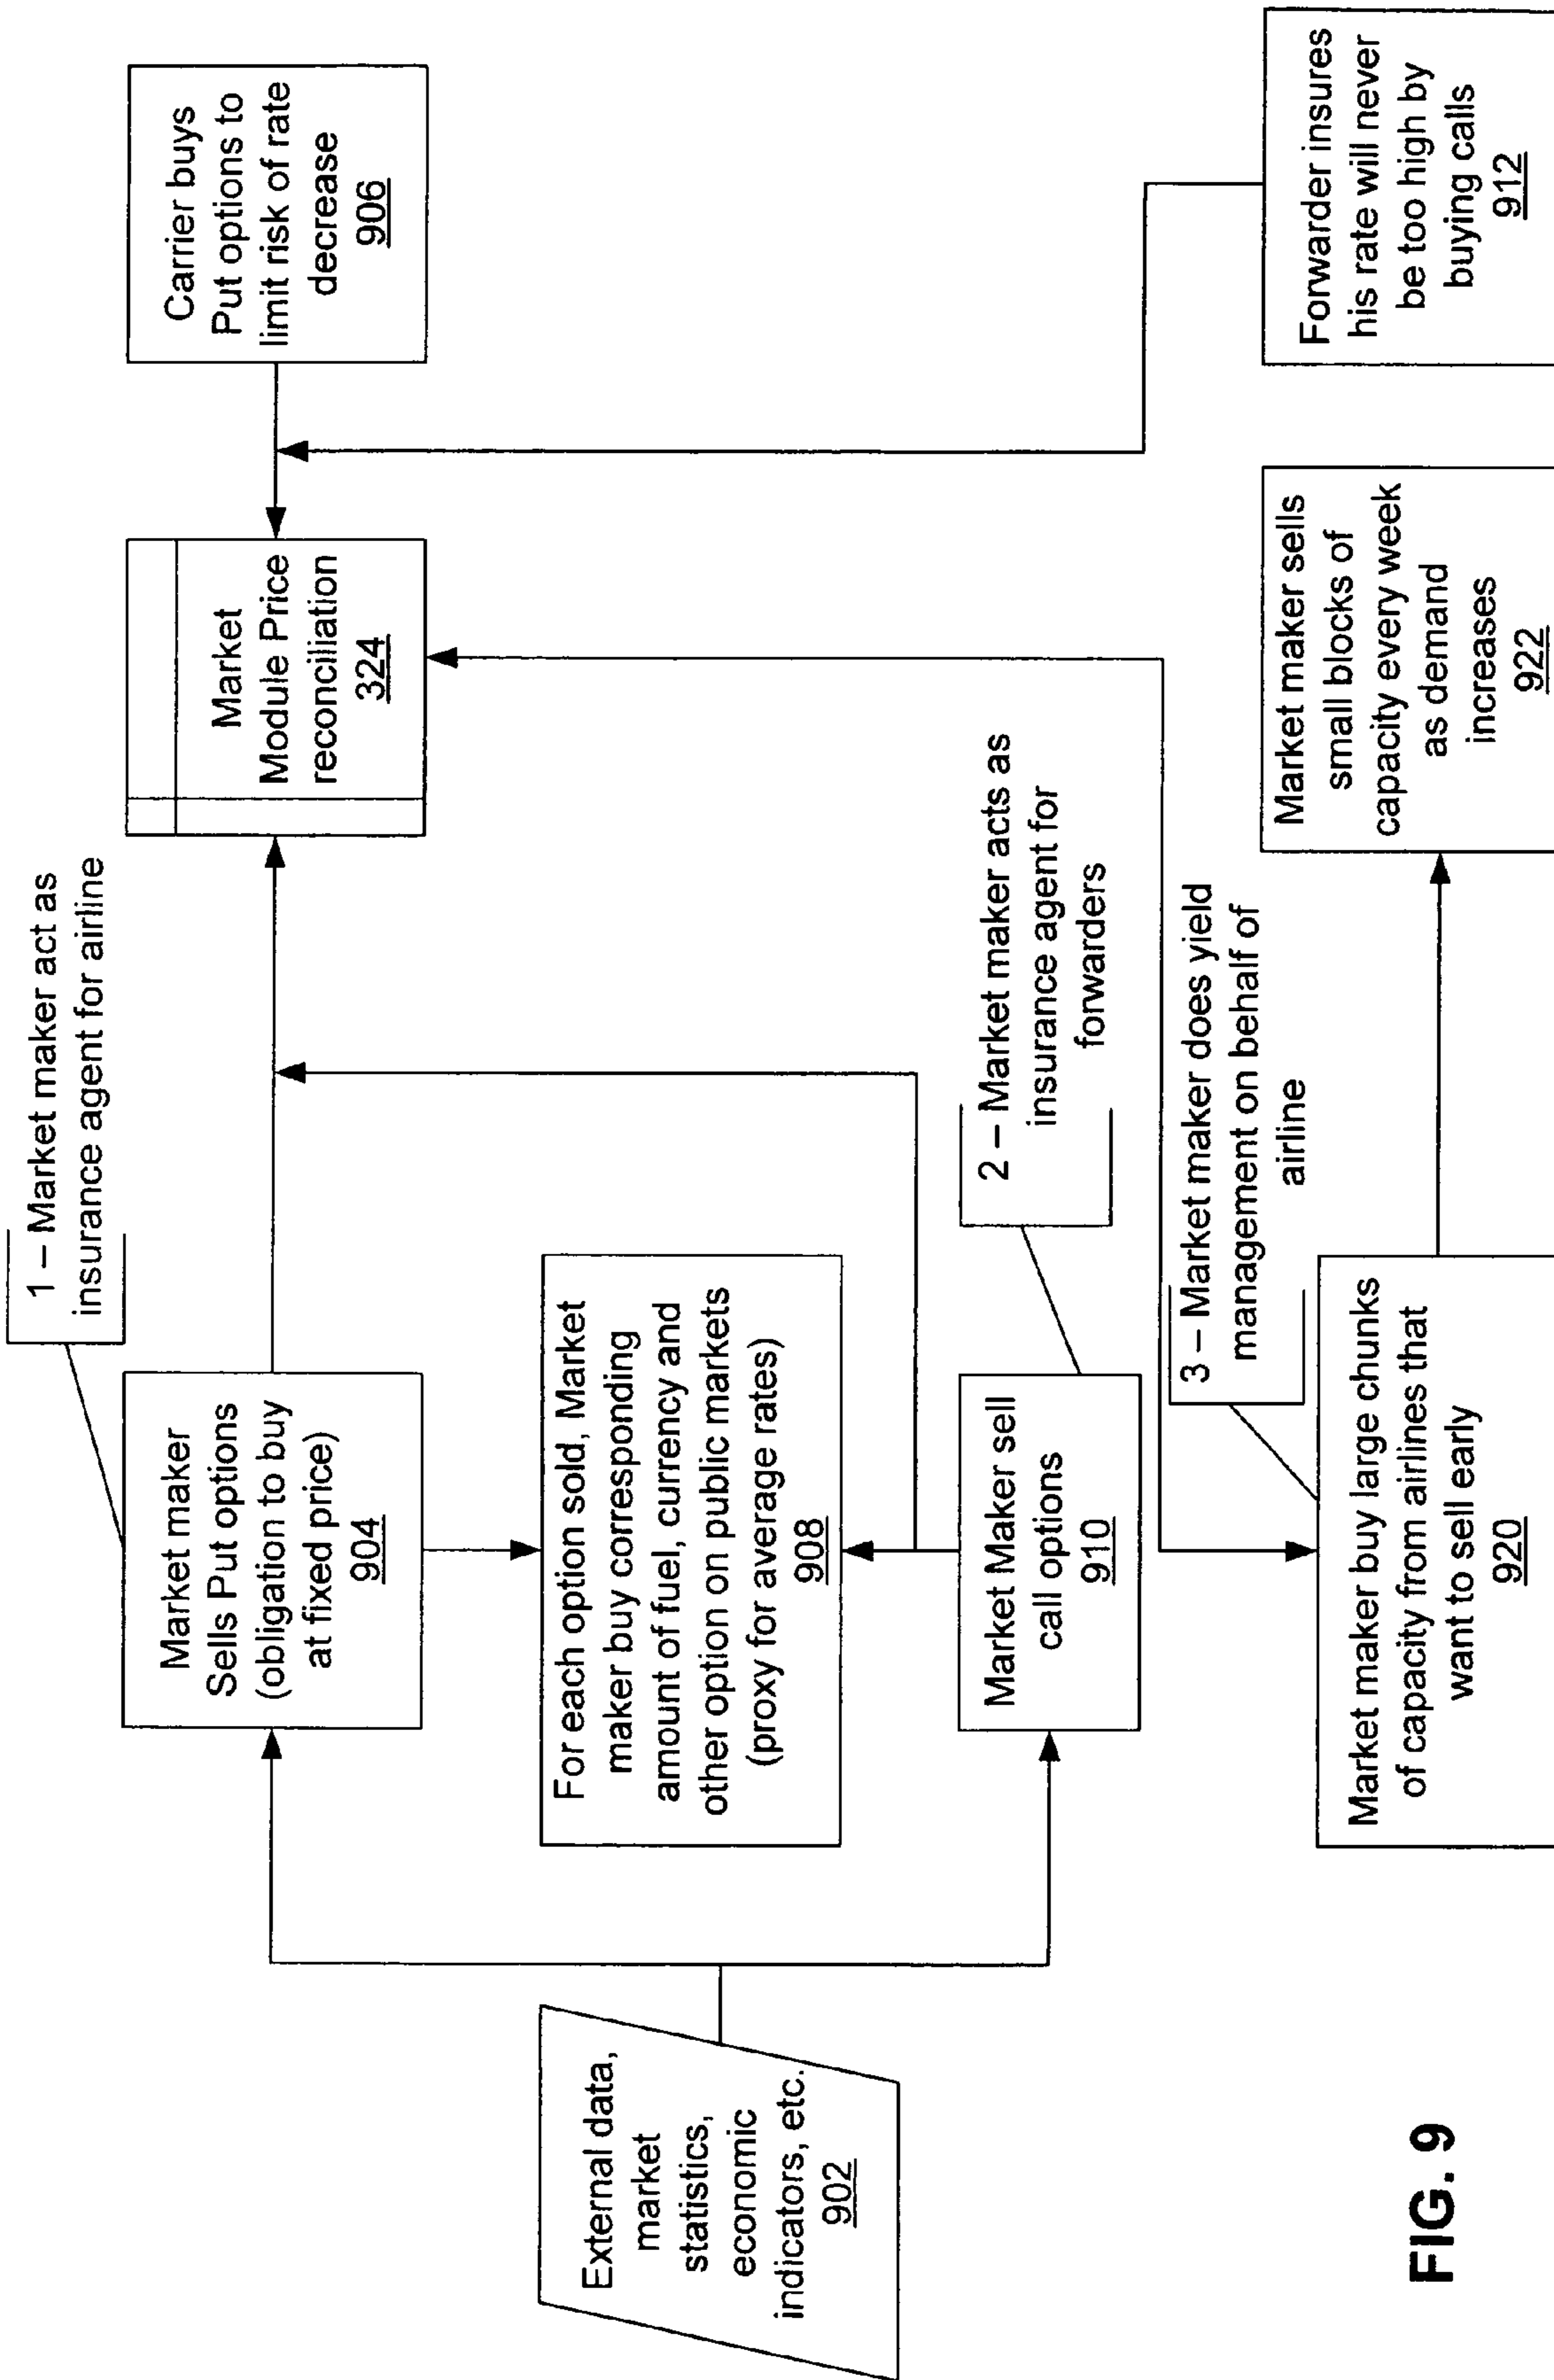 1 – Market maker act as
insurance agent for airline
Market maker
Sells Put options
(obligation to buy
at fixed price)
904
Market
Module Price
reconciliation
324
Carrier buys
Put options to
limit risk of rate
decrease
906
External data,
market
statistics,
economic
indicators, etc.
902
For each option sold, Market
maker buy corresponding
amount of fuel, currency and
other option on public markets
(proxy for average rates)
908
Market Maker sell
call options
910
2 – Market maker acts as
insurance agent for
forwarders
3 – Market maker does yield
management on behalf of
airline
Market maker buy large chunks
of capacity from airlines that
want to sell early
920
Market maker sells
small blocks of
capacity every week
as demand
increases
922
Forwarder insures
his rate will never
be too high by
buying calls
912
FIG. 9